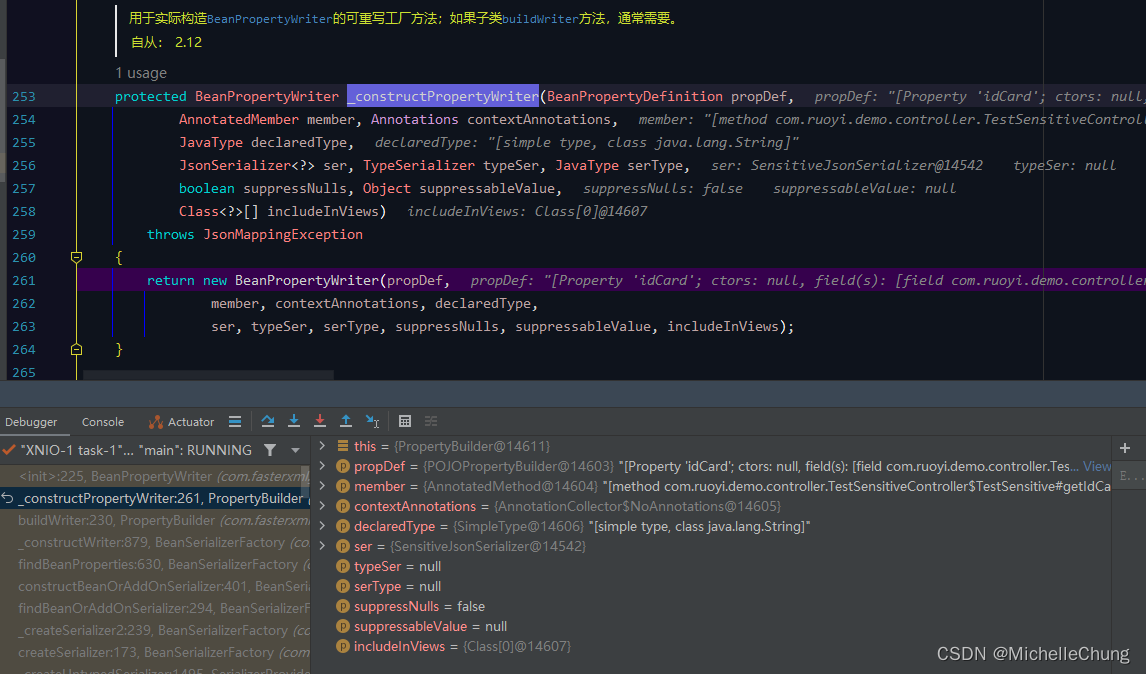 用于实际构造BeanPropertyWriter的可重写工厂方法；如果子类buildWriter方法，通常需要。
自从： 2.12
1 usage
253 protected BeanPropertyWriter _constructPropertyWriter(BeanPropertyDefinition propDef, propDef: "[Property 'idCard'; ctors: null,
254 AnnotatedMember member, Annotations contextAnnotations, member: "[method com.ruoyi.demo.controller.TestSensitiveControl
255 JavaType declaredType, declaredType: "[simple type, class java.lang.String]"
256 JsonSerializer<?> ser, TypeSerializer typeSer, JavaType serType, ser: SensitiveJsonSerializer@14542 typeSer: null
257 boolean suppressNulls, Object suppressableValue, suppressNulls: false suppressableValue: null
258 Class<?>[] includeInViews) includeInViews: Class[0]@14607
259 throws JsonMappingException
260 {
261 return new BeanPropertyWriter(propDef, propDef: "[Property 'idCard'; ctors: null, field(s): [field com.ruoyi.demo.controller
262 member, contextAnnotations, declaredType,
263 ser, typeSer, serType, suppressNulls, suppressableValue, includeInViews);
264 }
265
Debugger Console Actuator
"XNIO-1 task-1"... "main": RUNNING
<init>:225, BeanPropertyWriter (com.fasterxml
_constructPropertyWriter:261, PropertyBuilder
buildWriter:230, PropertyBuilder (com.fasterxml
_constructWriter:879, BeanSerializerFactory (co
findBeanProperties:630, BeanSerializerFactory (
constructBeanOrAddOnSerializer:401, BeanSeria
findBeanOrAddOnSerializer:294, BeanSerializerF
_createSerializer2:239, BeanSerializerFactory (co
createSerializer:173, BeanSerializerFactory (com
_createUntypedSerializer:1495, SerializerProvide
this = {PropertyBuilder@14611}
propDef = {POJOPropertyBuilder@14603} "[Property 'idCard'; ctors: null, field(s): [field com.ruoyi.demo.controller.Tes... View
member = {AnnotatedMethod@14604} "[method com.ruoyi.demo.controller.TestSensitiveController$TestSensitive#getIdCa
contextAnnotations = {AnnotationCollector$NoAnnotations@14605}
declaredType = {SimpleType@14606} "[simple type, class java.lang.String]"
ser = {SensitiveJsonSerializer@14542}
typeSer = null
serType = null
suppressNulls = false
suppressableValue = null
includeInViews = {Class[0]@14607}
E...
CSDN @MichelleChung